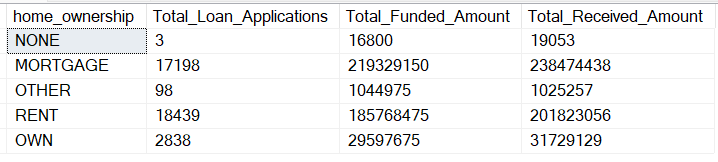 home_ownership Total_Loan_Applications Total_Funded_Amount Total_Received_Amount
NONE 3 16800 19053
MORTGAGE 17198 219329150 238474438
OTHER 98 1044975 1025257
RENT 18439 185768475 201823056
OWN 2838 29597675 31729129